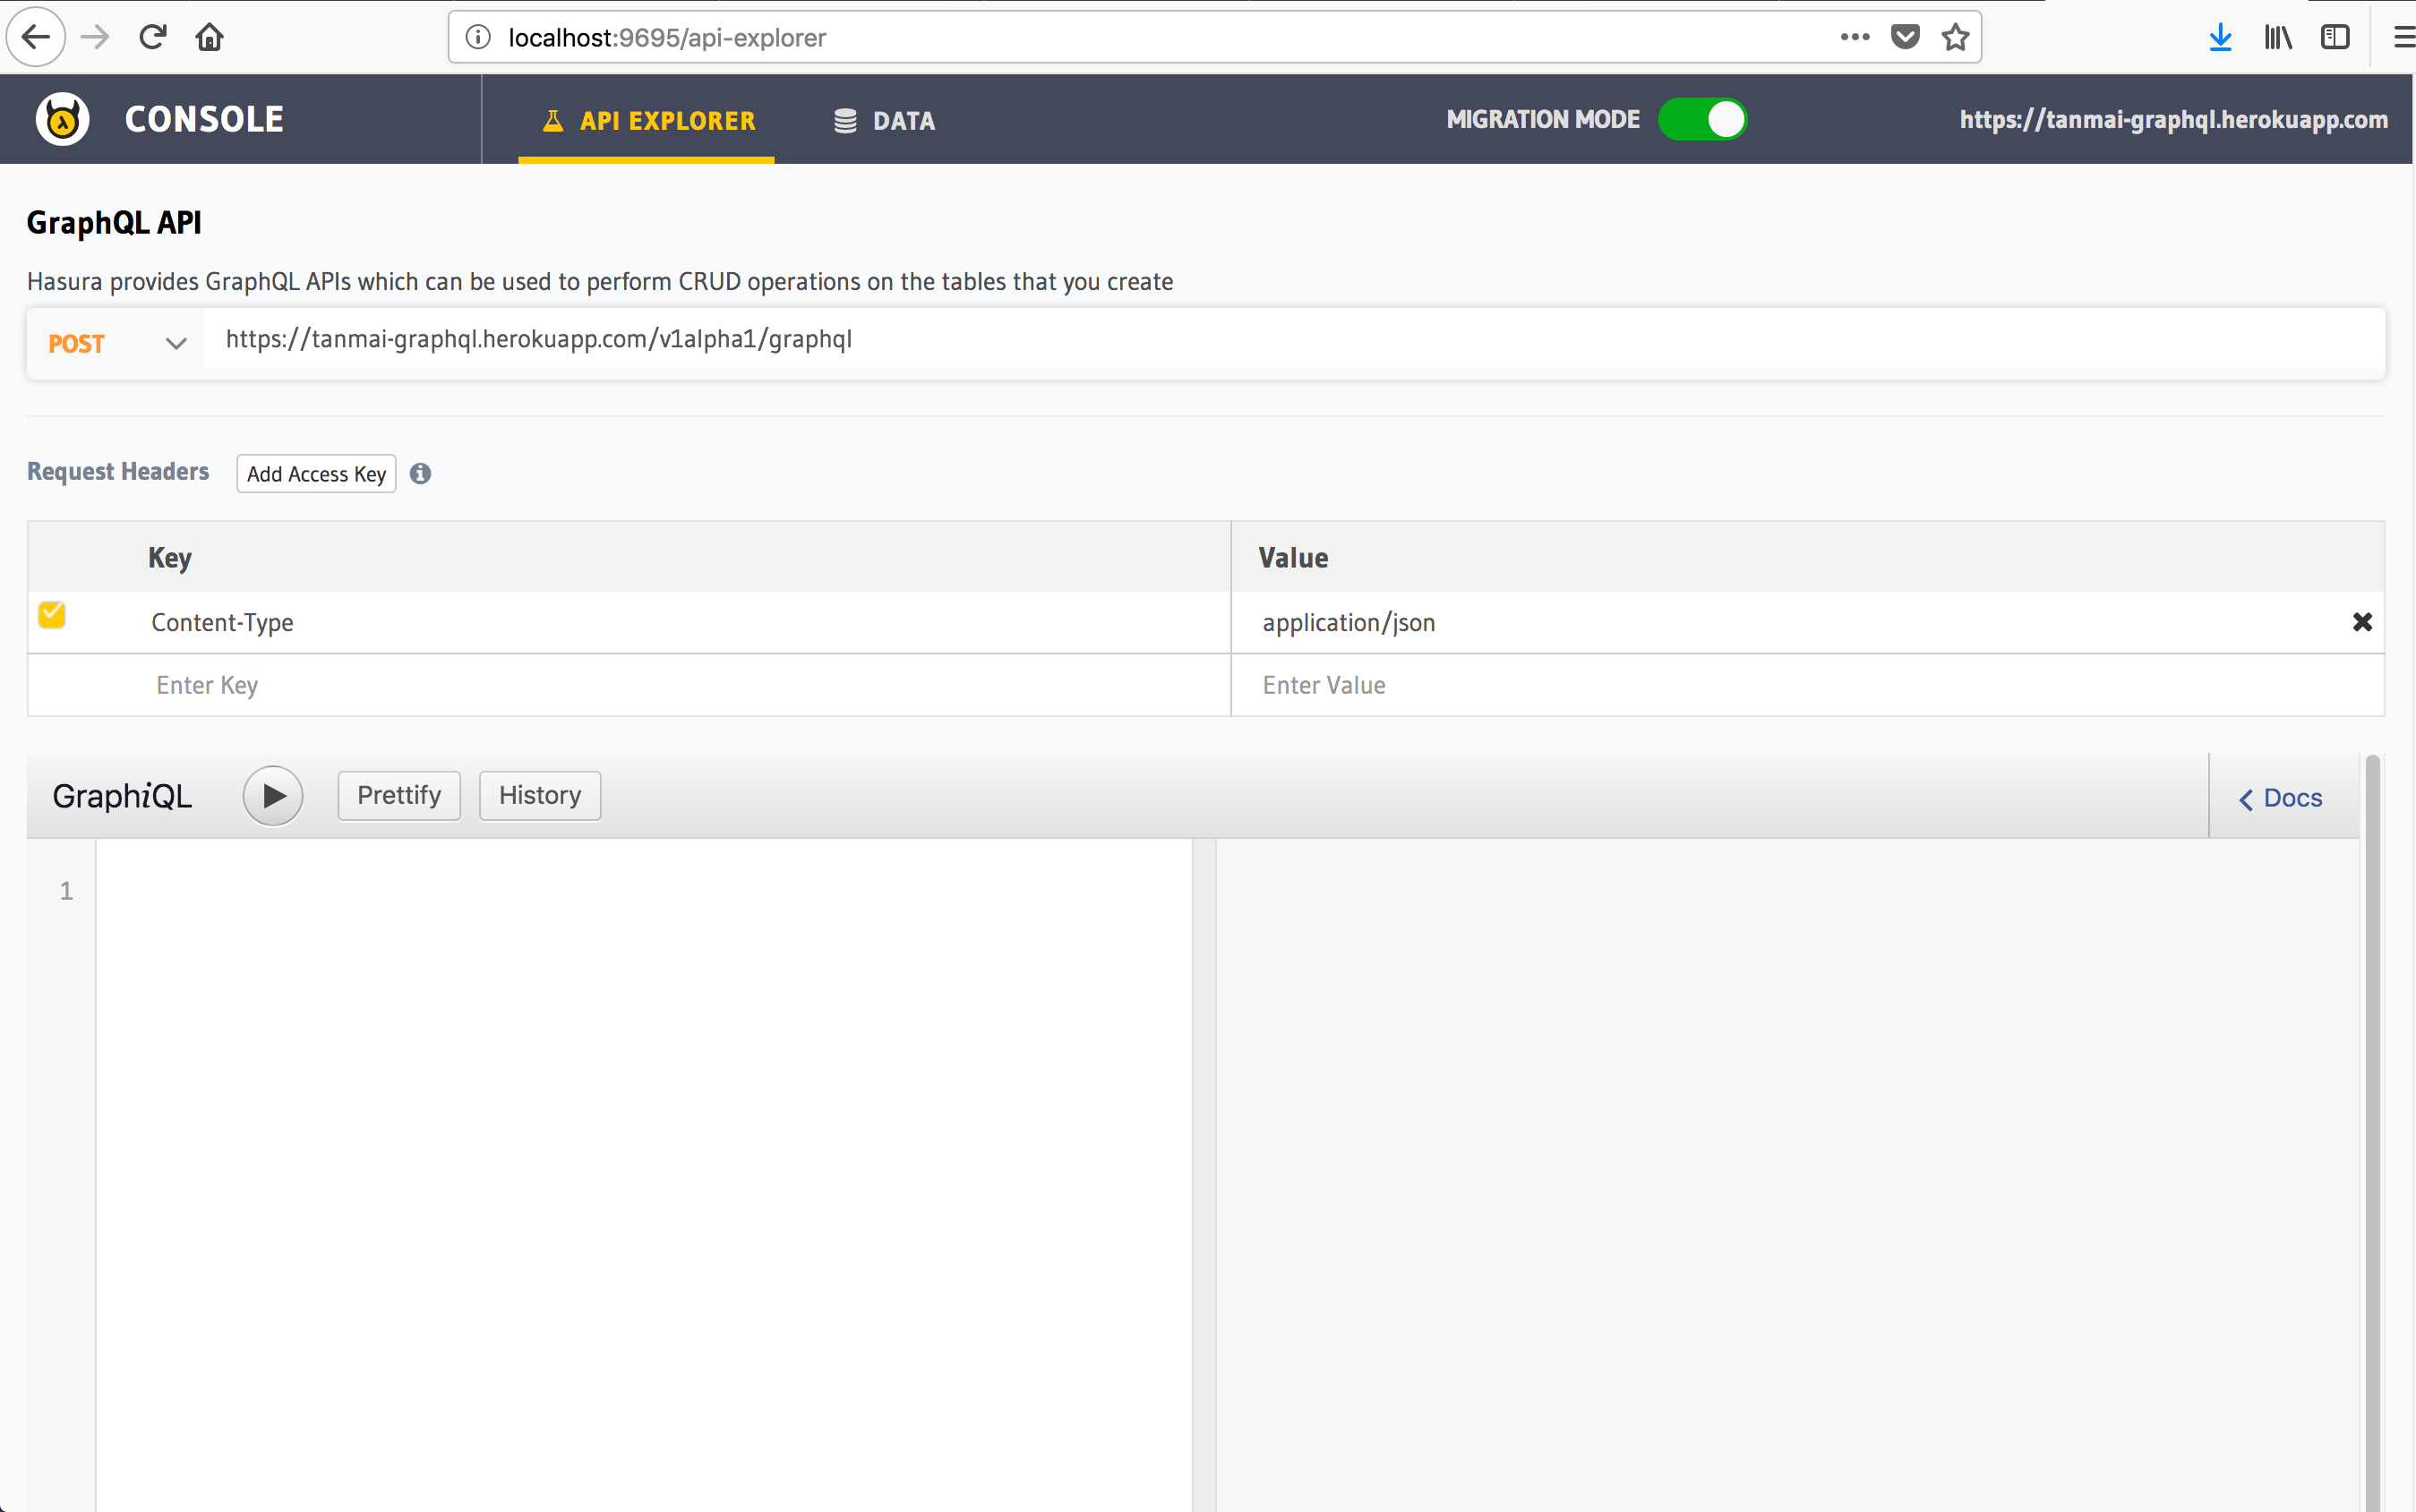 localhost:9695/api-explorer
CONSOLE
API EXPLORER
DATA
MIGRATION MODE
https://tanmai-graphql.herokuapp.com
GraphQL API
Hasura provides GraphQL APIs which can be used to perform CRUD operations on the tables that you create
POST
https://tanmai-graphql.herokuapp.com/v1alpha1/graphql
Request Headers
Add Access Key
Key
Value
Content-Type
application/json
Enter Key
Enter Value
GraphiQL
Prettify
History
Docs
1